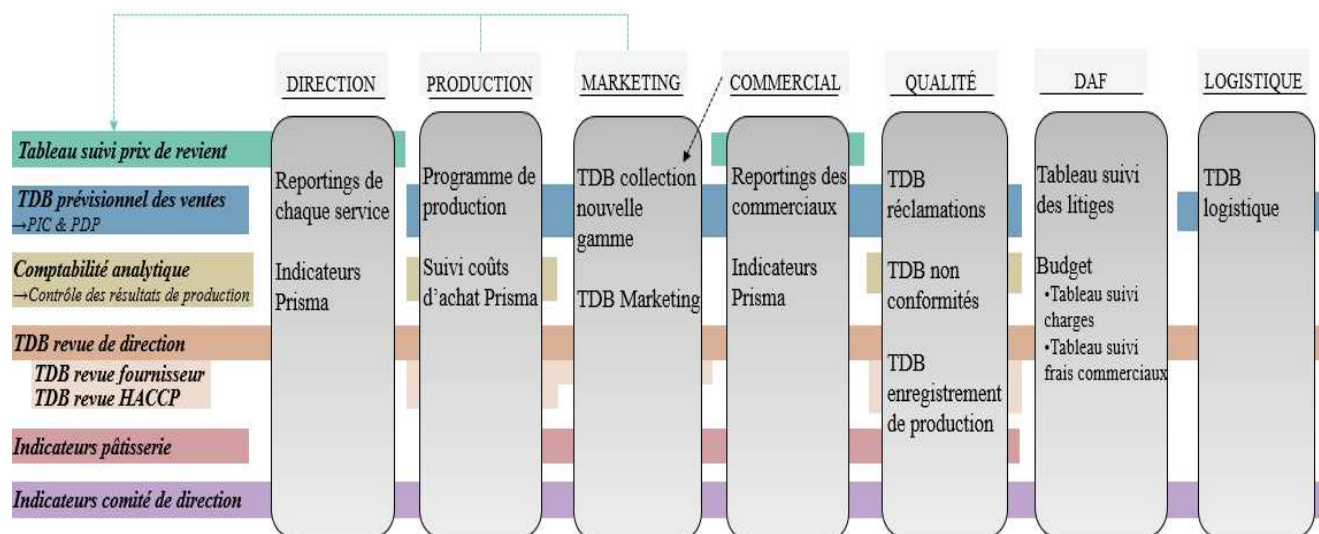 DIRECTION
PRODUCTION
MARKETING
COMMERCIAL
QUALITÉ
DAF
LOGISTIQUE
Tableau suivi prix de revient
TDB prévisionnel des ventes
→PIC & PDP
Comptabilité analytique
→Contrôle des résultats de production
TDB revue de direction
TDB revue fournisseur
TDB revue HACCP
Indicateurs pâtisserie
Indicateurs comité de direction
Reportings de
chaque service
Indicateurs
Prisma
Programme de
production
Suivi coûts
d’achat Prisma
TDB collection
nouvelle
gamme
TDB Marketing
Reportings des
commerciaux
Indicateurs
Prisma
TDB
réclamations
TDB non
conformités
TDB
enregistrement
de production
Tableau suivi
des litiges
Budget
•Tableau suivi
charges
•Tableau suivi
frais commerciaux
TDB
logistique